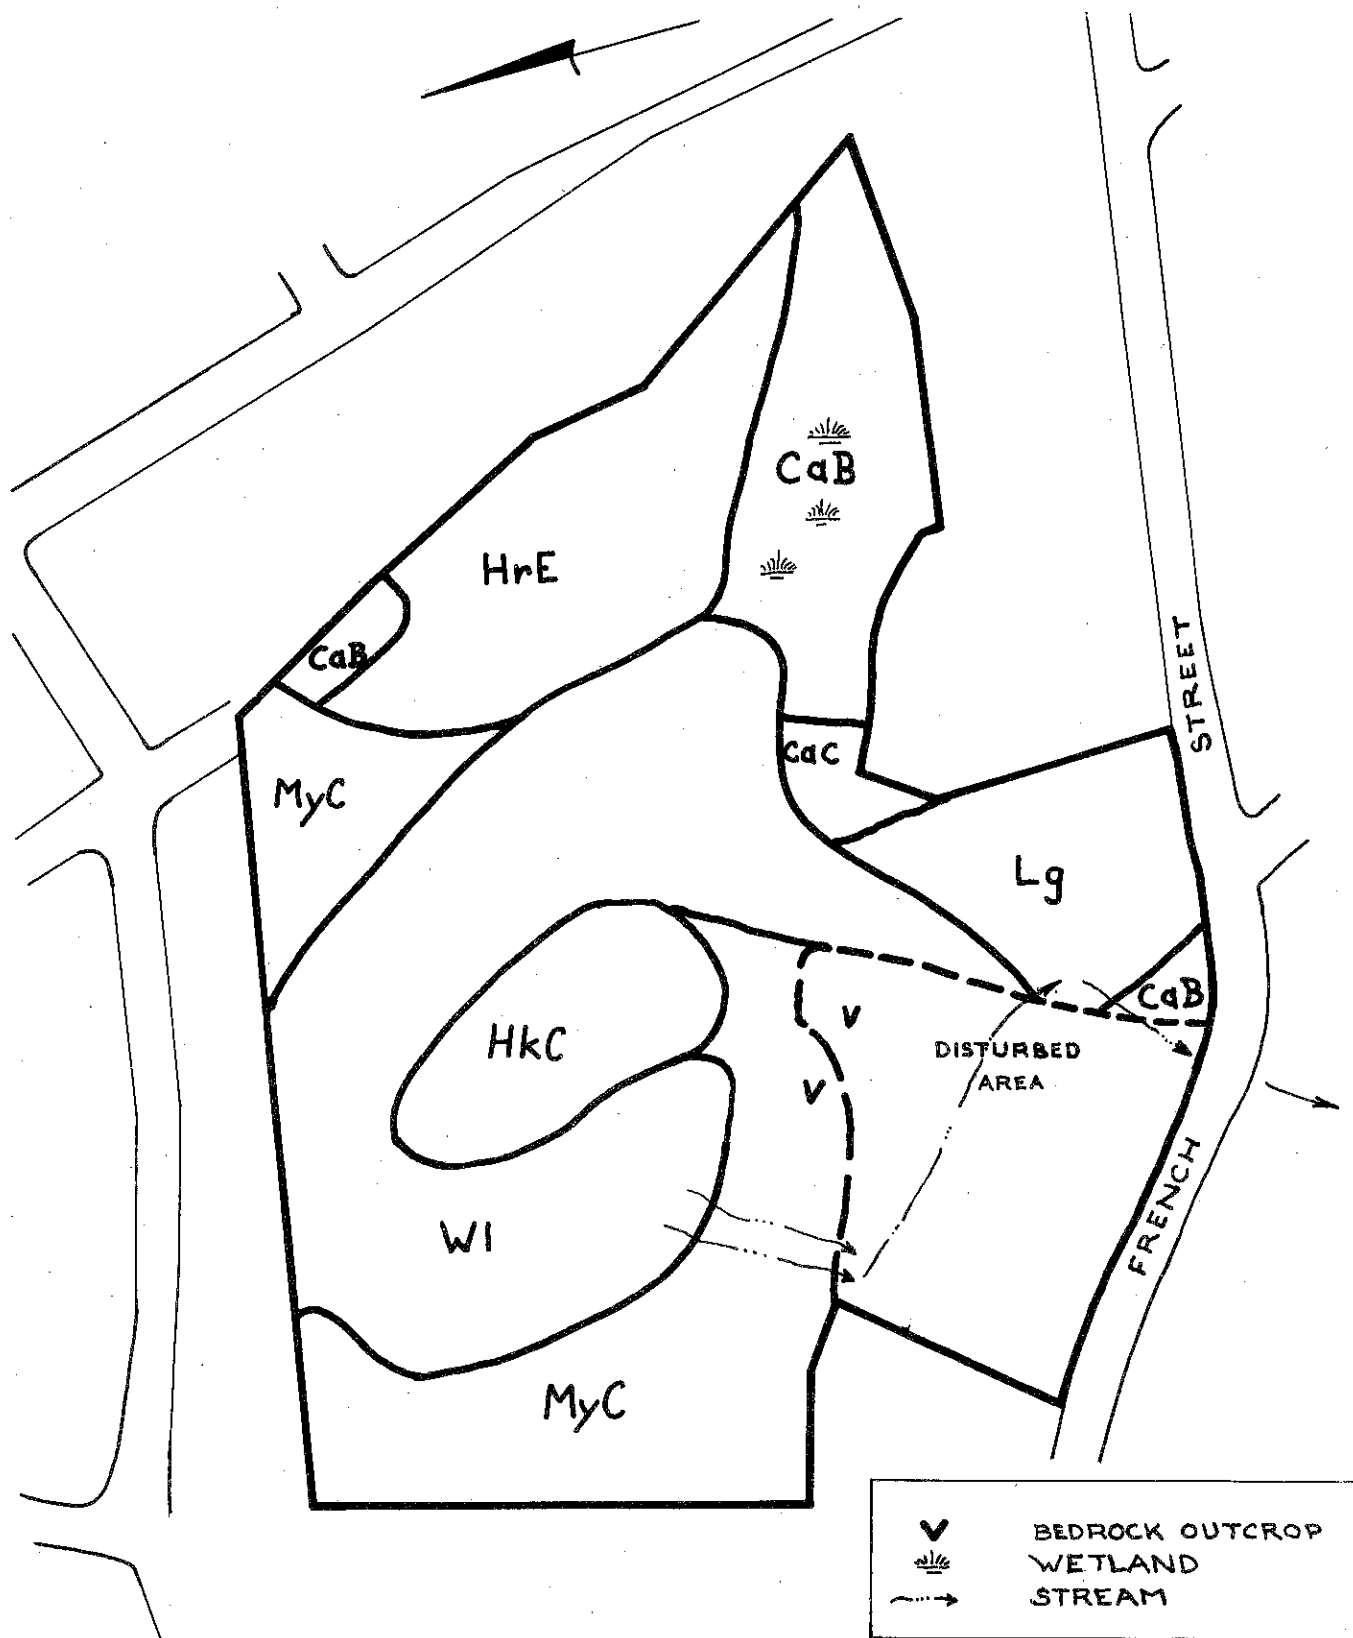 CaB
HrE
CaB
STREET
CaC
MyC
Lg
CaB
HkC
V
DISTURBED
AREA
V
FRENCH
Wl
MyC
V BEDROCK OUTCROP
WETLAND
STREAM